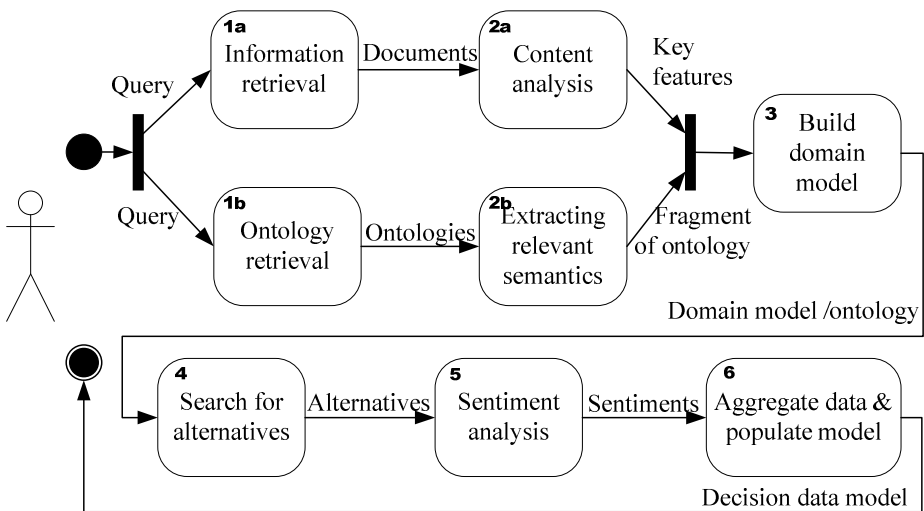 1a
Information
retrieval
Documents
2a
Content
analysis
Key
features
Query
3
Build
domain
model
Query
1b
Ontology
retrieval
Ontologies
2b
Extracting
relevant
semantics
Fragment
of ontology
Domain model /ontology
4
Search for
alternatives
Alternatives
5
Sentiment
analysis
Sentiments
6
Aggregate data &
populate model
Decision data model